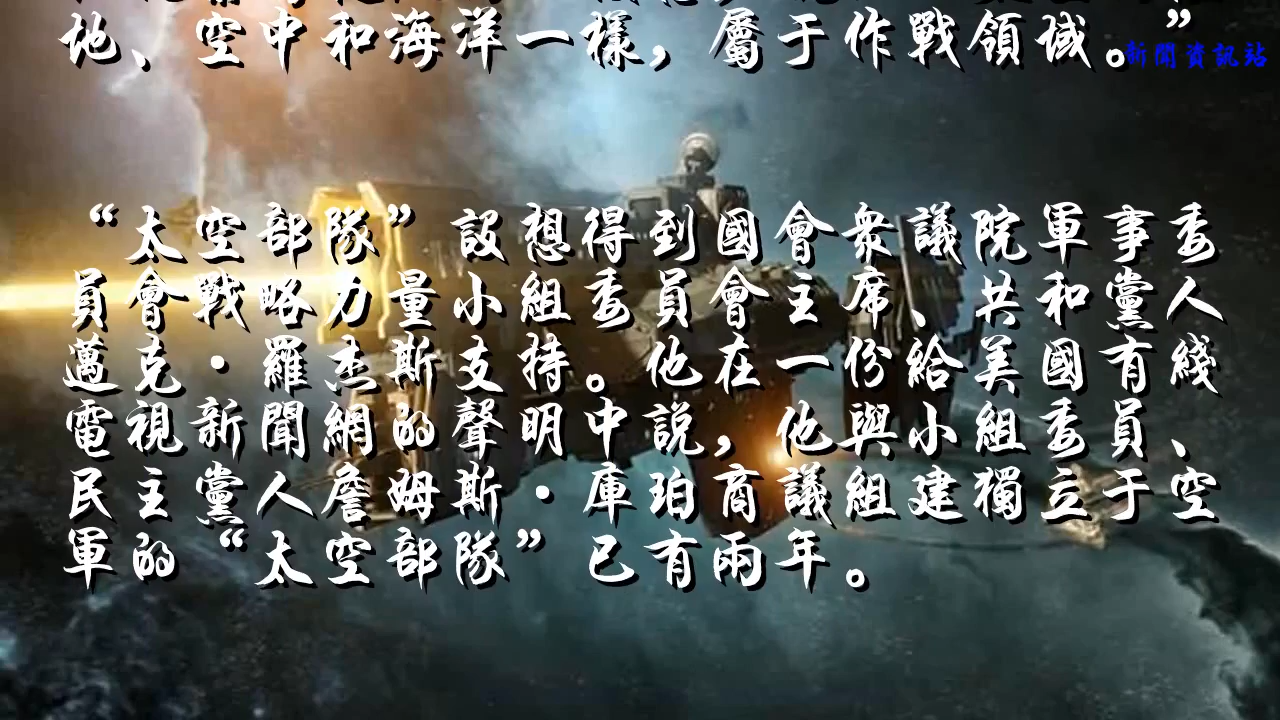 地、空中和海洋一樣，屬于作戰領域。”
新聞資訊站
“太空部隊”設想得到國會衆議院軍事委
員會戰略力量小組委員會主席、共和黨人
邁克·羅杰斯支持。他在一份給美國有綫
電視新聞網的聲明中說，他與小組委員、
民主黨人詹姆斯·庫珀商議組建獨立于空
軍的“太空部隊”已有兩年。